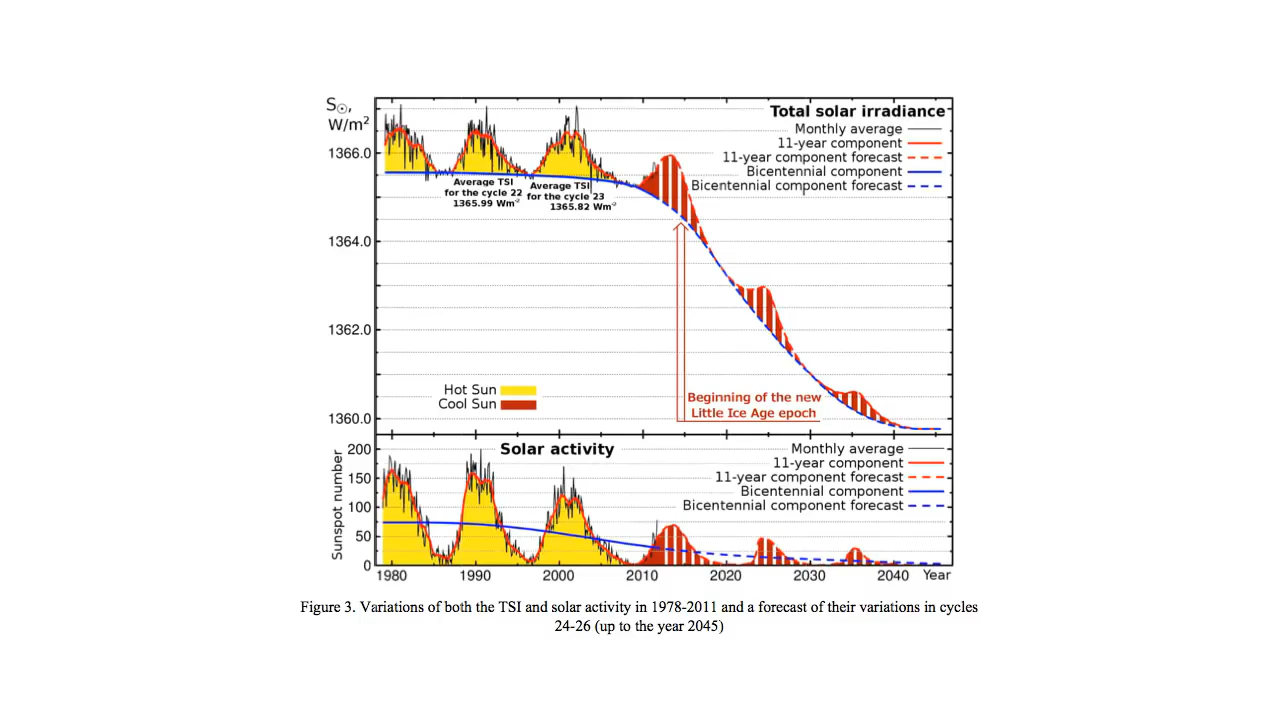 S☉,
W/m²
Total solar irradiance
Monthly average
11-year component
11-year component forecast
Bicentennial component
Bicentennial component forecast
1366.0
1364.0
1362.0
1360.0
Average TSI
for the cycle 22
1365.99 Wm⁻²
Average TSI
for the cycle 23
1365.82 Wm⁻²
Hot Sun
Cool Sun
Beginning of the new
Little Ice Age epoch
Solar activity
Monthly average
11-year component
11-year component forecast
Bicentennial component
Bicentennial component forecast
Sunspot number
200
150
100
50
0
1980 1990 2000 2010 2020 2030 2040 Year
Figure 3. Variations of both the TSI and solar activity in 1978-2011 and a forecast of their variations in cycles
24-26 (up to the year 2045)